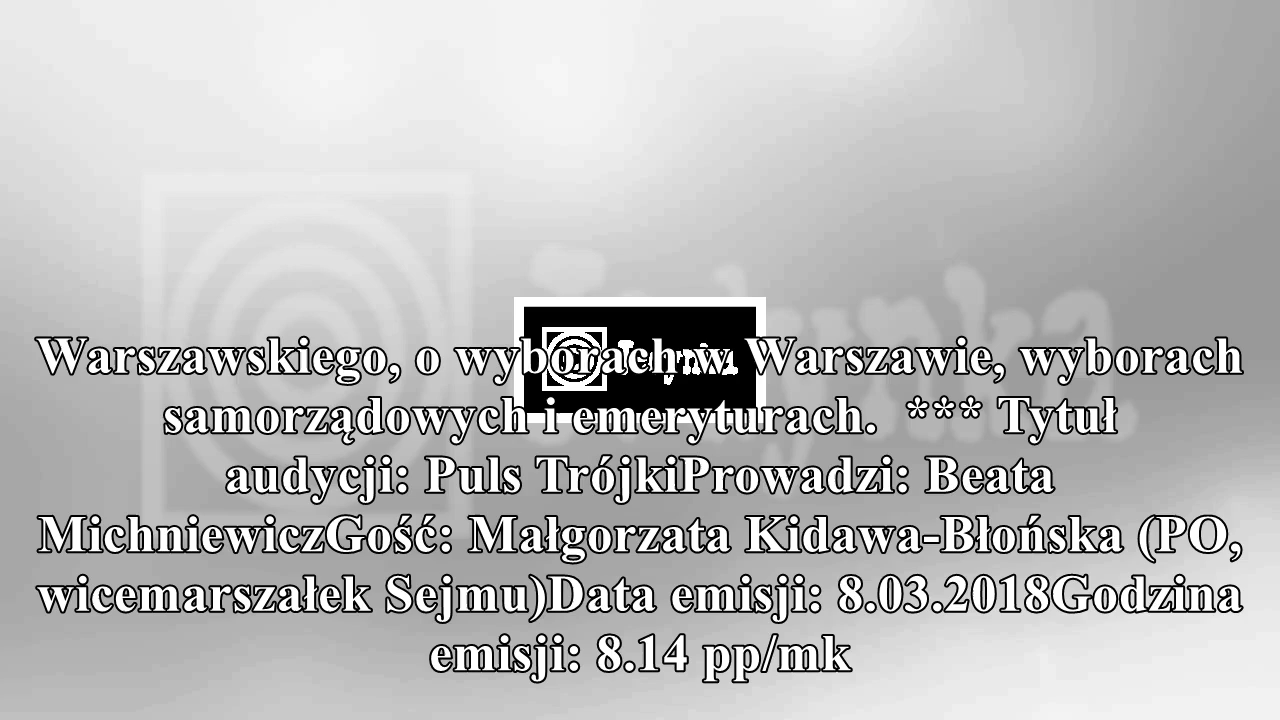 Jedynka
Warszawskiego, o wyborach w Warszawie, wyborach
samorządowych i emeryturach.  *** Tytuł
audycji: Puls TrójkiProwadzi: Beata
MichniewiczGość: Małgorzata Kidawa-Błońska (PO,
wicemarszałek Sejmu)Data emisji: 8.03.2018Godzina
emisji: 8.14 pp/mk